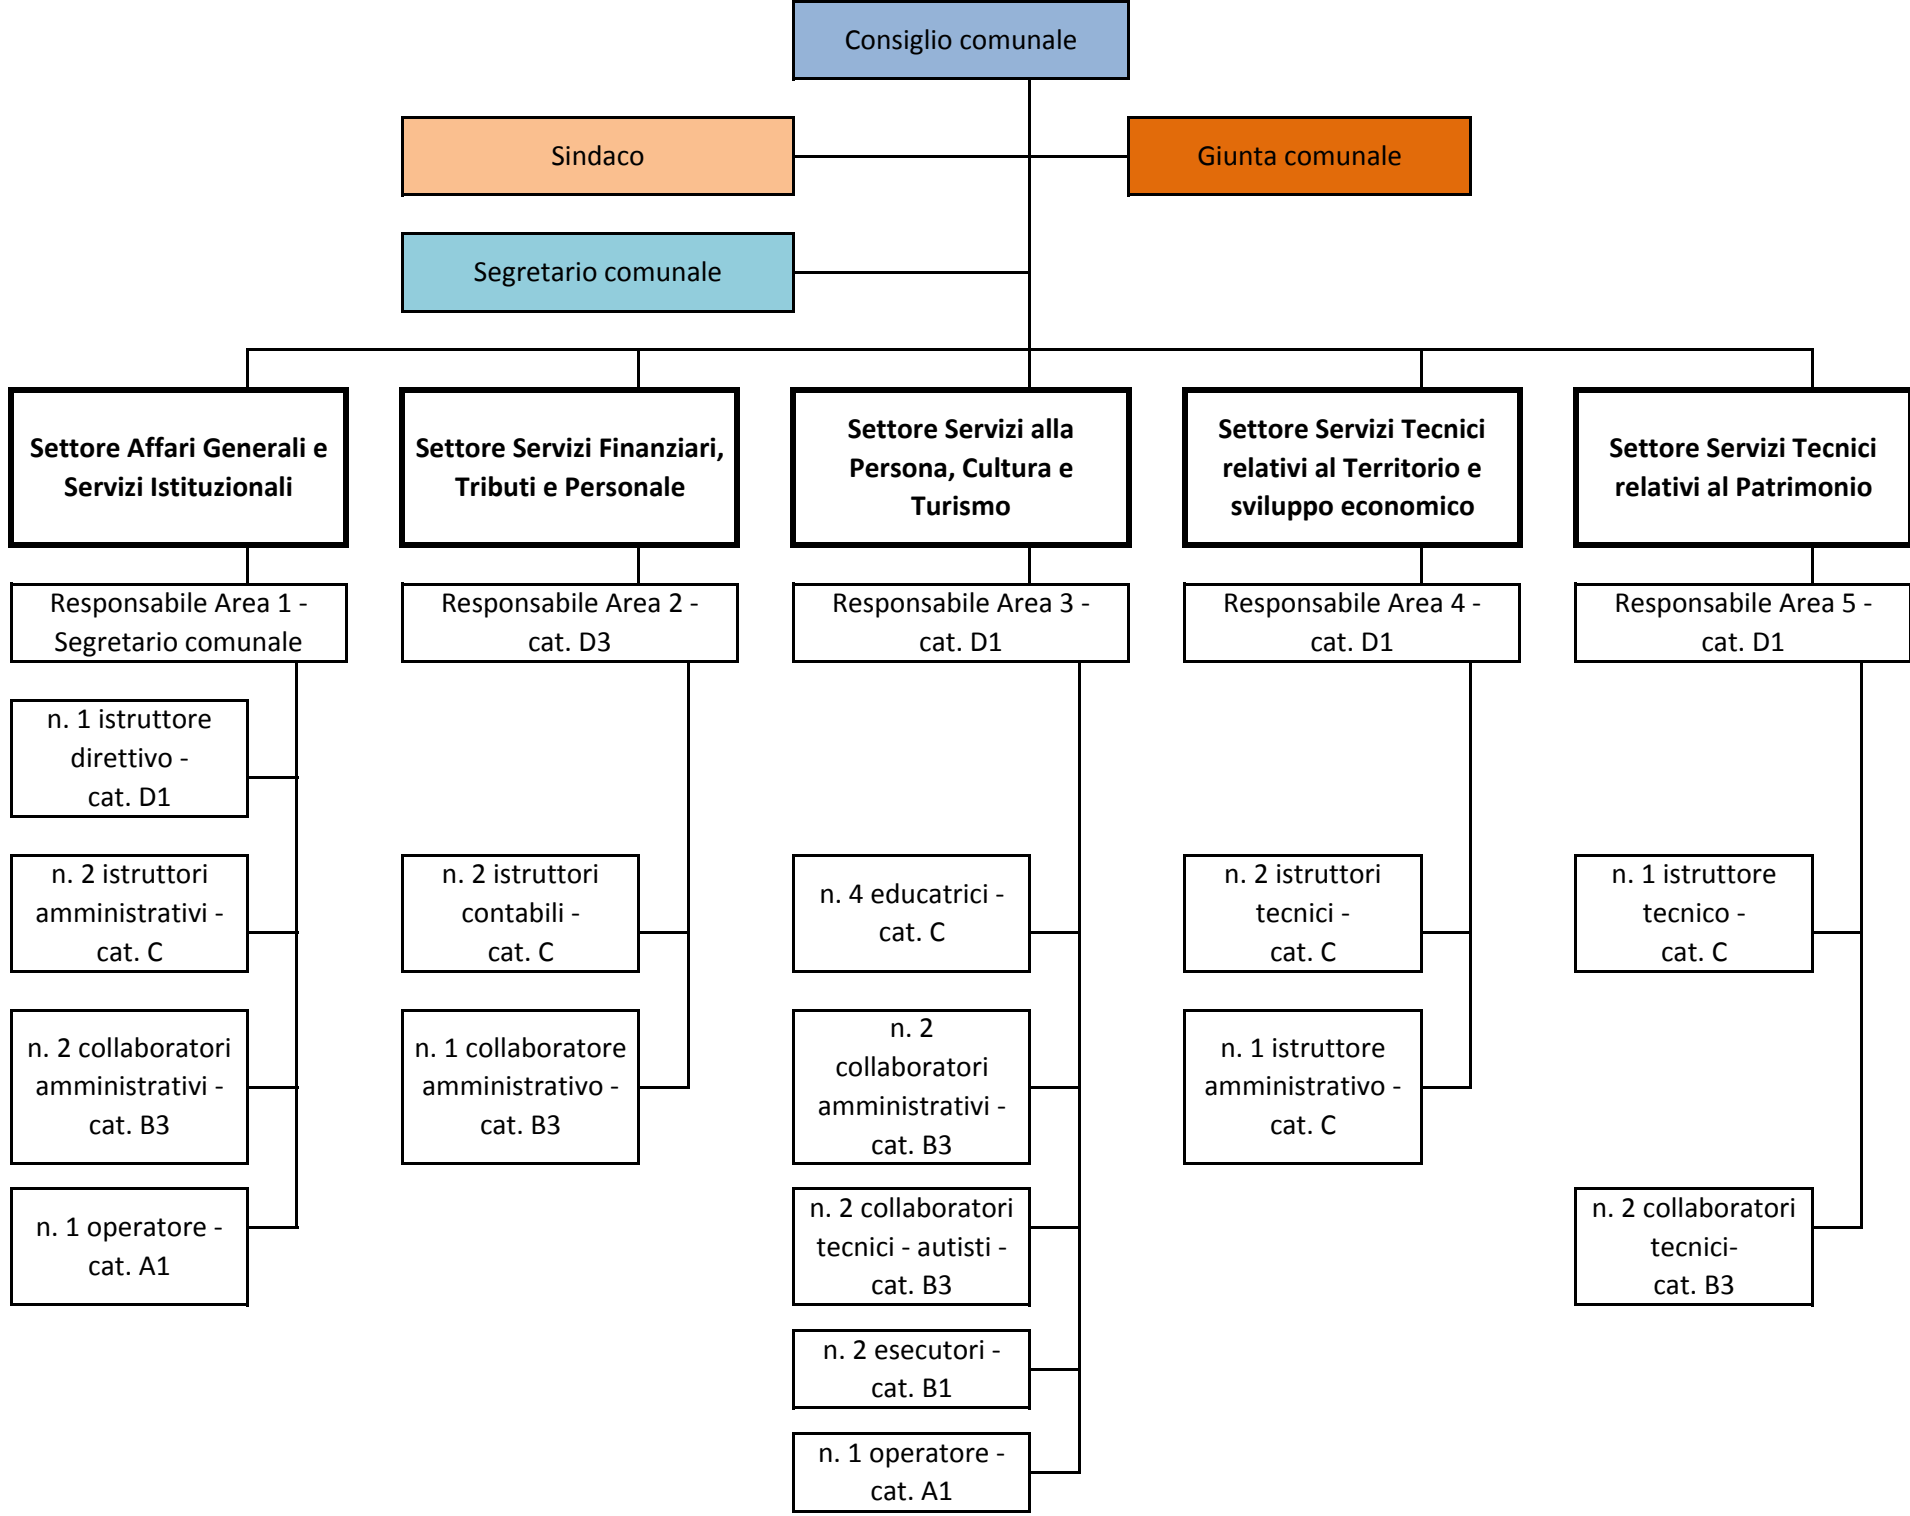 Consiglio comunale
Sindaco
Giunta comunale
Segretario comunale
Settore Affari Generali e
Servizi Istituzionali
Settore Servizi Finanziari,
Tributi e Personale
Settore Servizi alla
Persona, Cultura e
Turismo
Settore Servizi Tecnici
relativi al Territorio e
sviluppo economico
Settore Servizi Tecnici
relativi al Patrimonio
Responsabile Area 1 -
Segretario comunale
Responsabile Area 2 -
cat. D3
Responsabile Area 3 -
cat. D1
Responsabile Area 4 -
cat. D1
Responsabile Area 5 -
cat. D1
n. 1 istruttore
direttivo -
cat. D1
n. 2 istruttori
amministrativi -
cat. C
n. 2 istruttori
contabili -
cat. C
n. 4 educatrici -
cat. C
n. 2 istruttori
tecnici -
cat. C
n. 1 istruttore
tecnico -
cat. C
n. 2 collaboratori
amministrativi -
cat. B3
n. 1 collaboratore
amministrativo -
cat. B3
n. 2
collaboratori
amministrativi -
cat. B3
n. 1 istruttore
amministrativo -
cat. C
n. 1 operatore -
cat. A1
n. 2 collaboratori
tecnici - autisti -
cat. B3
n. 2 collaboratori
tecnici-
cat. B3
n. 2 esecutori -
cat. B1
n. 1 operatore -
cat. A1